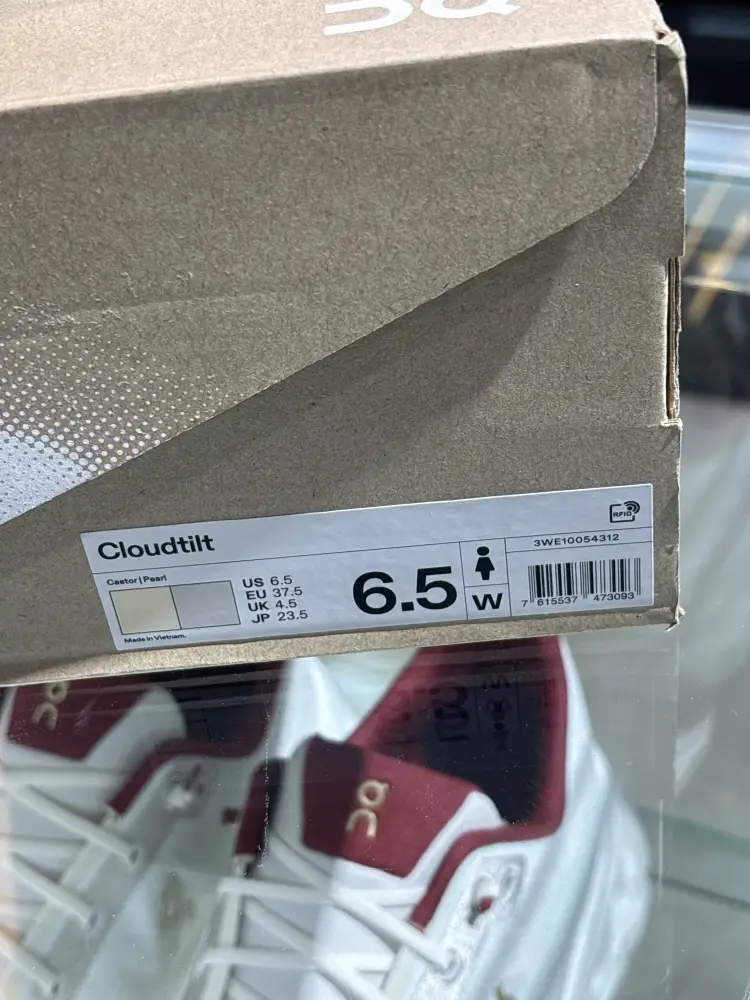 Cloudtilt
RFID
Castor | Pearl
Made in Vietnam.
US 6.5
EU 37.5
UK 4.5
JP 23.5
6.5
W
3WE10054312
7 615537 473093